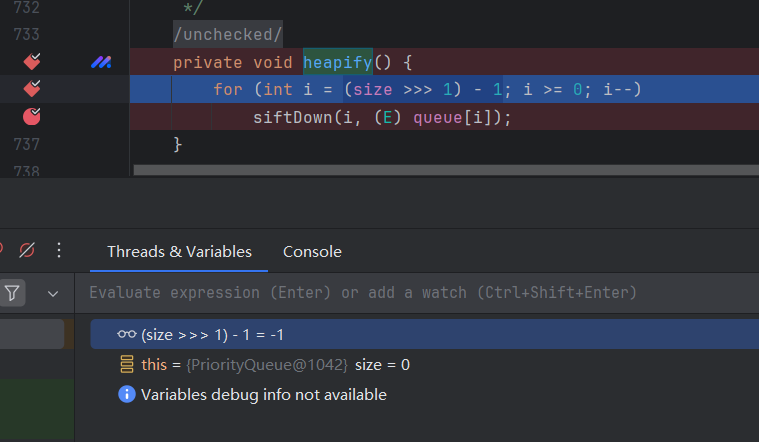 732
*/
733
/unchecked/
private void heapify() {
for (int i = (size >>> 1) - 1; i >= 0; i--)
siftDown(i, (E) queue[i]);
737
}
738
Threads & Variables
Console
Evaluate expression (Enter) or add a watch (Ctrl+Shift+Enter)
(size >>> 1) - 1 = -1
this = {PriorityQueue@1042} size = 0
Variables debug info not available